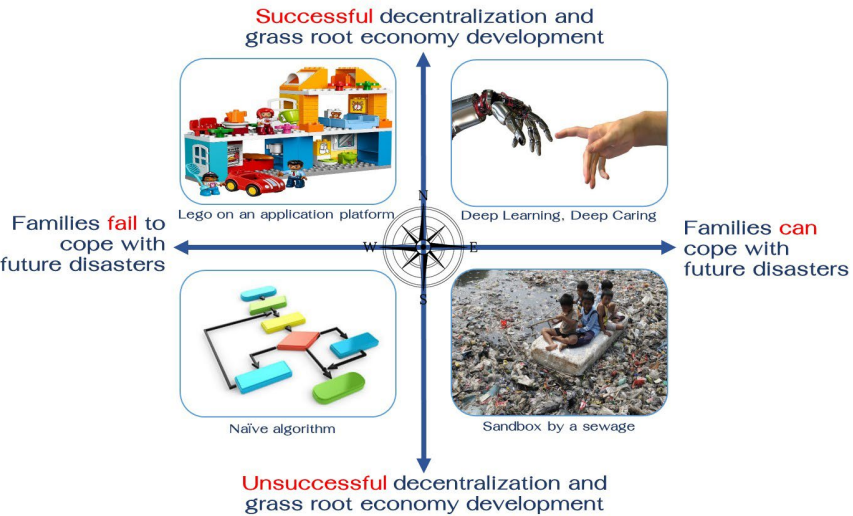 Successful decentralization and
grass root economy development
Lego on an application platform
Deep Learning, Deep Caring
Families fail to
cope with
future disasters
N
W
E
S
Families can
cope with
future disasters
Naïve algorithm
Sandbox by a sewage
Unsuccessful decentralization and
grass root economy development